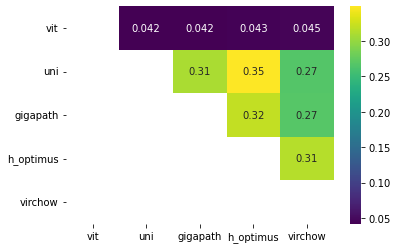 vit 0.042 0.042 0.043 0.045
uni 0.31 0.35 0.27
gigapath 0.32 0.27
h_optimus 0.31
virchow
vit uni gigapath h_optimus virchow
0.30
0.25
0.20
0.15
0.10
0.05